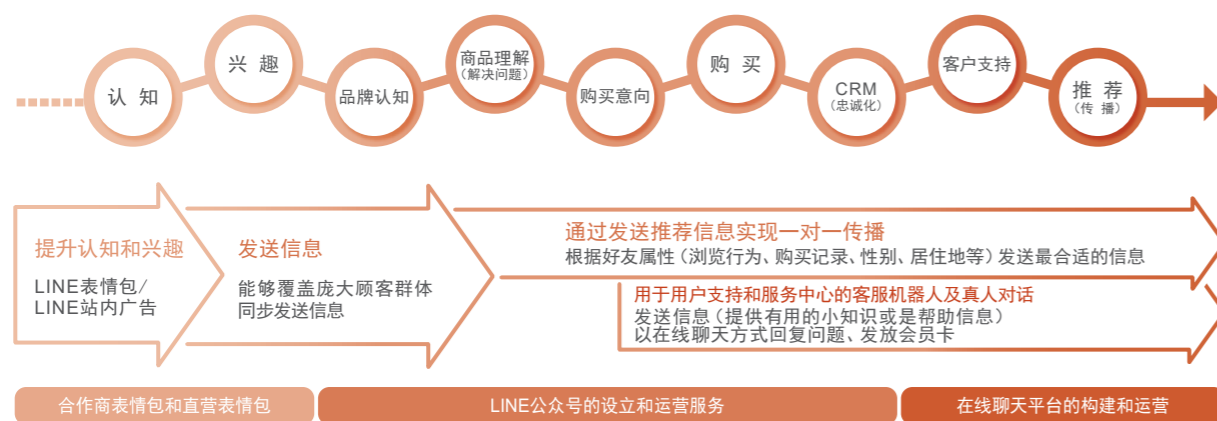 认 知
兴 趣
品牌认知
商品理解
（解决问题）
购买意向
购 买
CRM
（忠诚化）
客户支持
推 荐
（传 播）
提升认知和兴趣
LINE表情包/
LINE站内广告
发送信息
能够覆盖庞大顾客群体
同步发送信息
通过发送推荐信息实现一对一传播
根据好友属性（浏览行为、购买记录、性别、居住地等）发送最合适的信息
用于用户支持和服务中心的客服机器人及真人对话
发送信息（提供有用的小知识或是帮助信息）
以在线聊天方式回复问题、发放会员卡
合作商表情包和直营表情包
LINE公众号的设立和运营服务
在线聊天平台的构建和运营